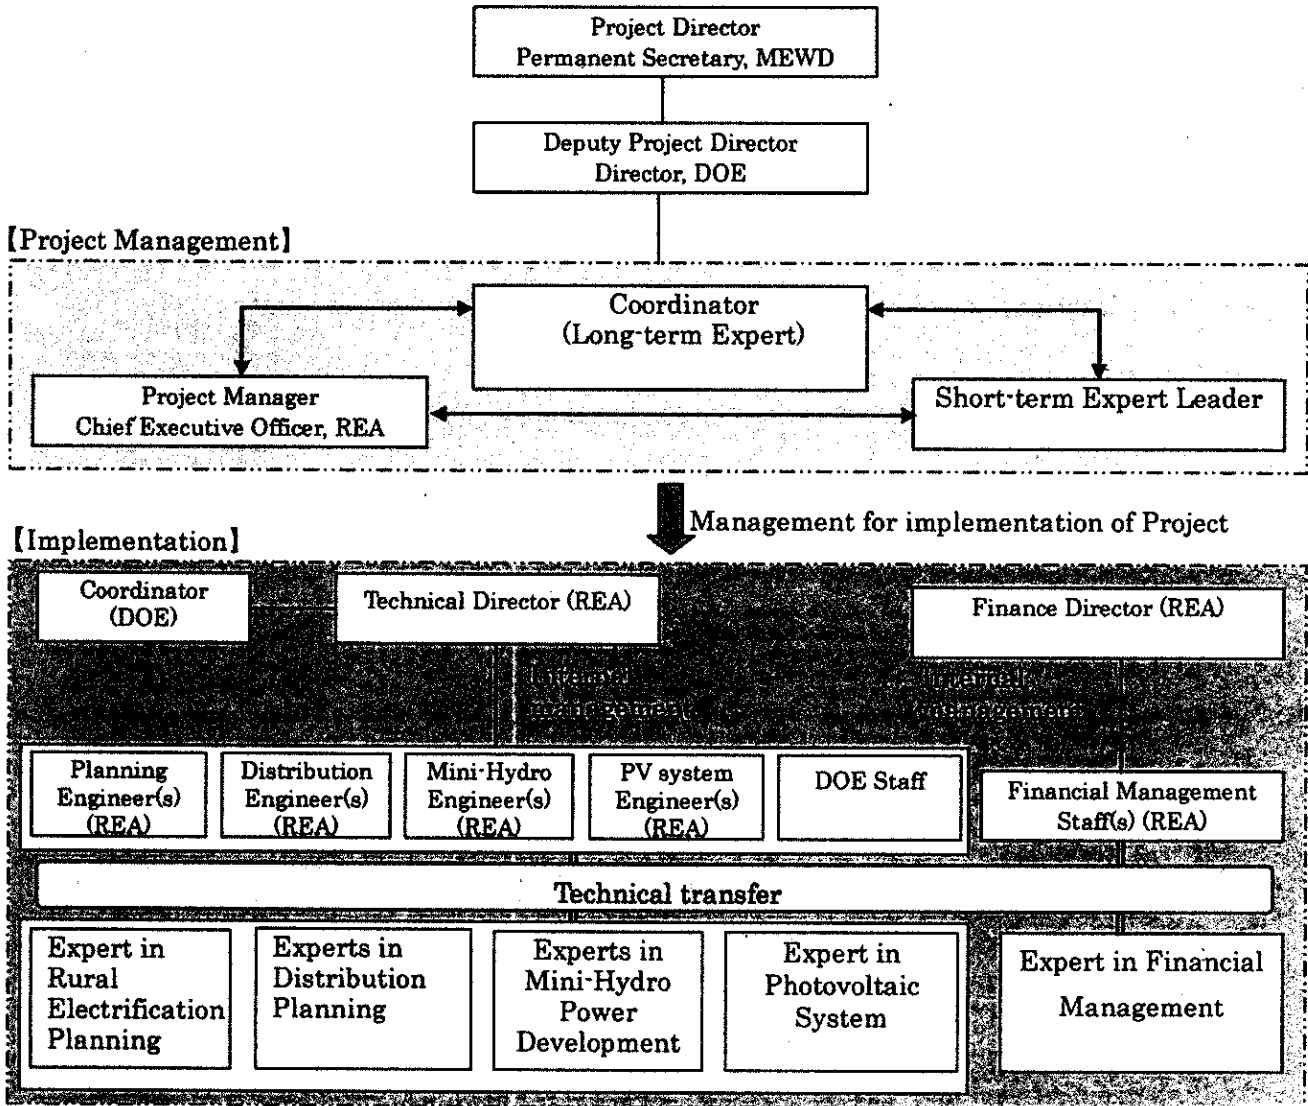 Project Director
Permanent Secretary, MEWD
Deputy Project Director
Director, DOE
【Project Management】
Coordinator
(Long-term Expert)
Project Manager
Chief Executive Officer, REA
Short-term Expert Leader
Management for implementation of Project
【Implementation】
Coordinator
(DOE)
Technical Director (REA)
Finance Director (REA)
Internal
management
Internal
management
Planning
Engineer(s)
(REA)
Distribution
Engineer(s)
(REA)
Mini-Hydro
Engineer(s)
(REA)
PV system
Engineer(s)
(REA)
DOE Staff
Financial Management
Staff(s) (REA)
Technical transfer
Expert in
Rural
Electrification
Planning
Experts in
Distribution
Planning
Experts in
Mini-Hydro
Power
Development
Expert in
Photovoltaic
System
Expert in Financial
Management